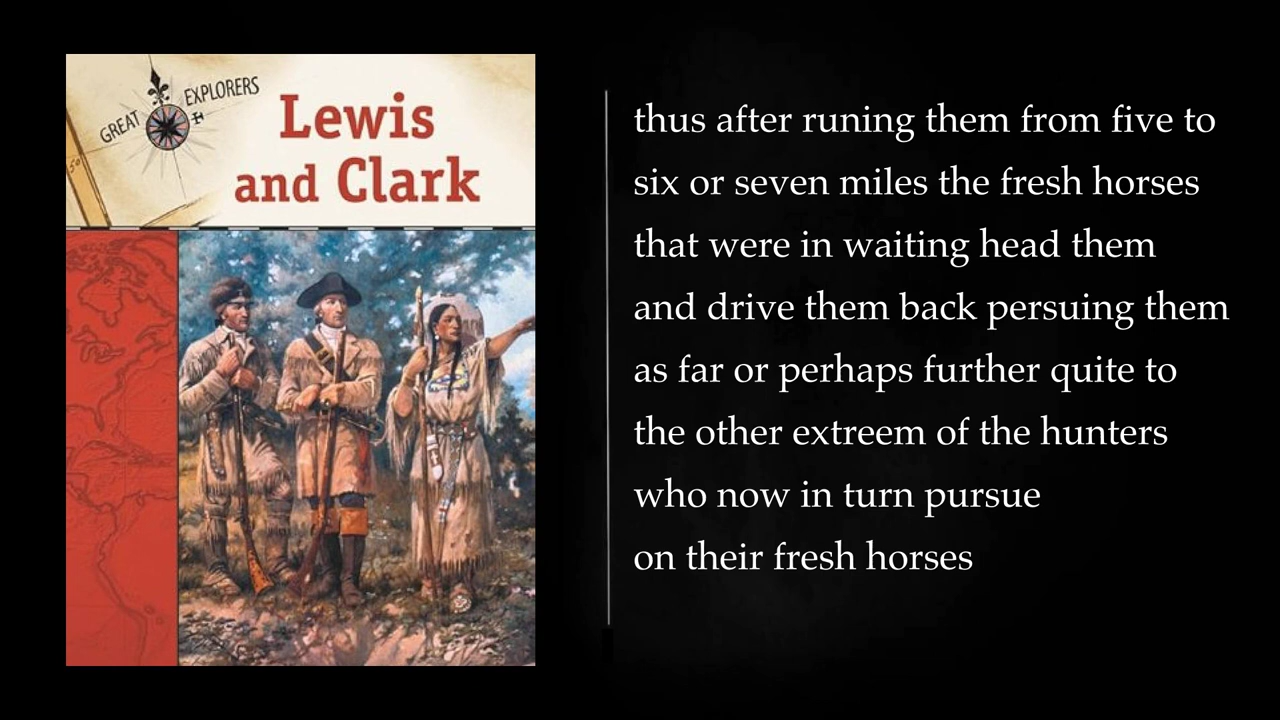 GREAT EXPLORERS
Lewis
and Clark
50
thus after runing them from five to
six or seven miles the fresh horses
that were in waiting head them
and drive them back persuing them
as far or perhaps further quite to
the other extreem of the hunters
who now in turn pursue
on their fresh horses